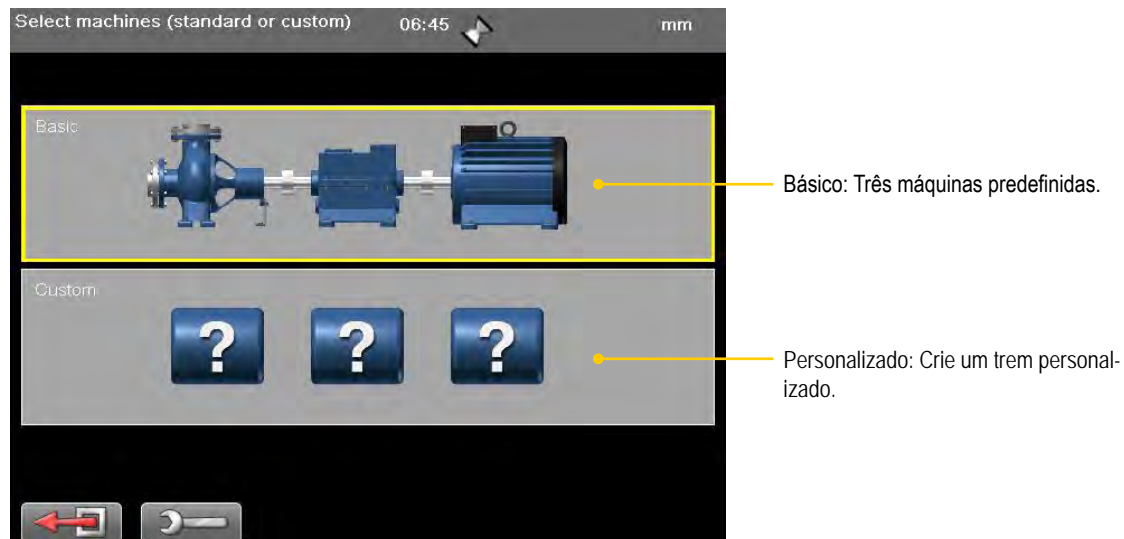 Select machines (standard or custom) 06:45 mm
Basic
Básico: Três máquinas predefinidas.
Custom
? ? ?
Personalizado: Crie um trem personal-
izado.